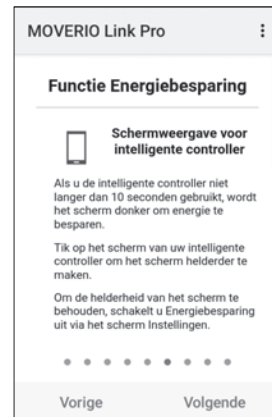 MOVERIO Link Pro
Functie Energiebesparing
Schermweergave voor
intelligente controller
Als u de intelligente controller niet
langer dan 10 seconden gebruikt, wordt
het scherm donker om energie te
besparen.
Tik op het scherm van uw intelligente
controller om het scherm helderder te
maken.
Om de helderheid van het scherm te
behouden, schakelt u Energiebesparing
uit via het scherm Instellingen.
Vorige
Volgende